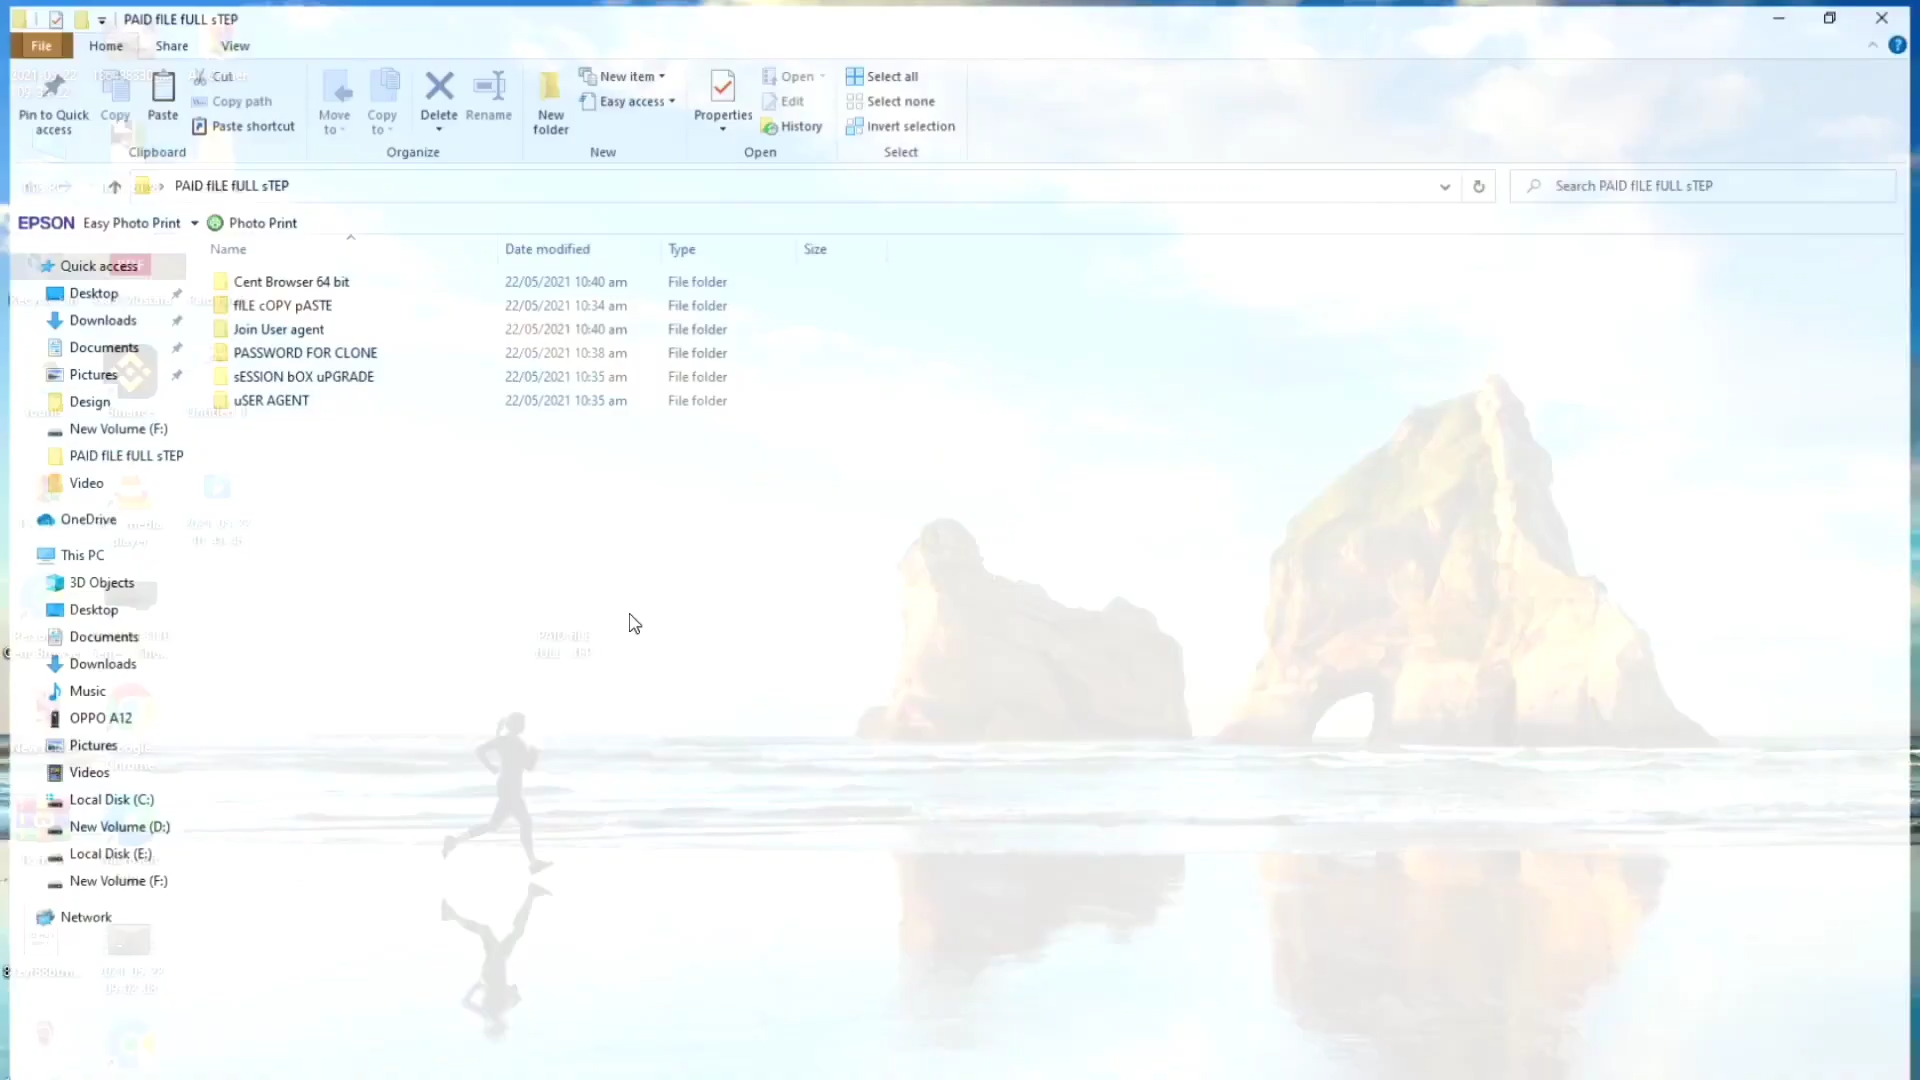 PAID fILE fULL sTEP
File Home Share View
Pin to Quick access
Copy
Paste
Cut
Copy path
Paste shortcut
Clipboard
Move to
Copy to
Delete
Rename
Organize
New folder
New item
Easy access
New
Properties
Open
Edit
History
Open
Select all
Select none
Invert selection
Select
PAID fILE fULL sTEP
Search PAID fILE fULL sTEP
EPSON Easy Photo Print Photo Print
Name Date modified Type Size
Cent Browser 64 bit 22/05/2021 10:40 am File folder
fILE cOPY pASTE 22/05/2021 10:34 am File folder
Join User agent 22/05/2021 10:40 am File folder
PASSWORD FOR CLONE 22/05/2021 10:38 am File folder
sESSION bOX uPGRADE 22/05/2021 10:35 am File folder
uSER AGENT 22/05/2021 10:35 am File folder
Quick access
Desktop
Downloads
Documents
Pictures
Design
New Volume (F:)
PAID fILE fULL sTEP
Video
OneDrive
This PC
3D Objects
Desktop
Documents
Downloads
Music
OPPO A12
Pictures
Videos
Local Disk (C:)
New Volume (D:)
Local Disk (E:)
New Volume (F:)
Network
PAID fILE
fULL sTEP